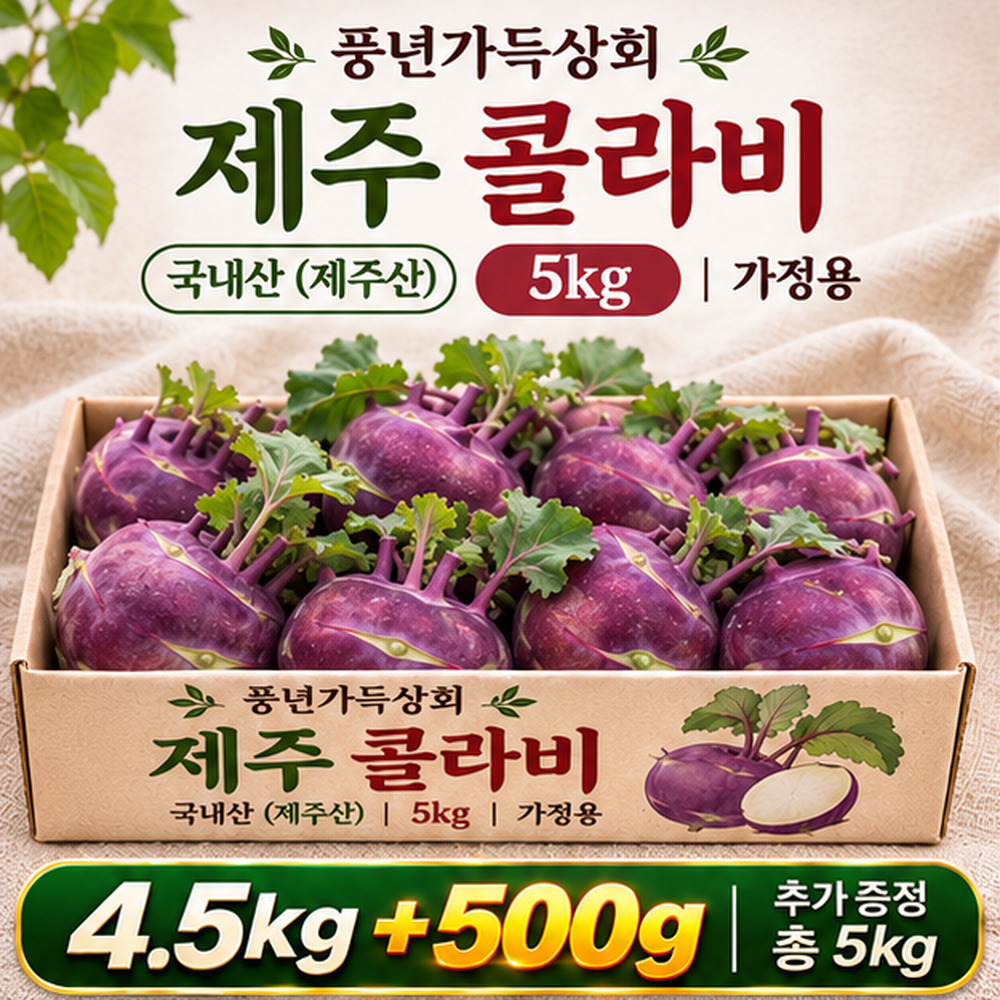 풍년가득상회
제주 콜라비
국내산 (제주산) 5kg | 가정용
풍년가득상회
제주 콜라비
국내산 (제주산) | 5kg | 가정용
4.5kg +500g | 추가 증정
총 5kg